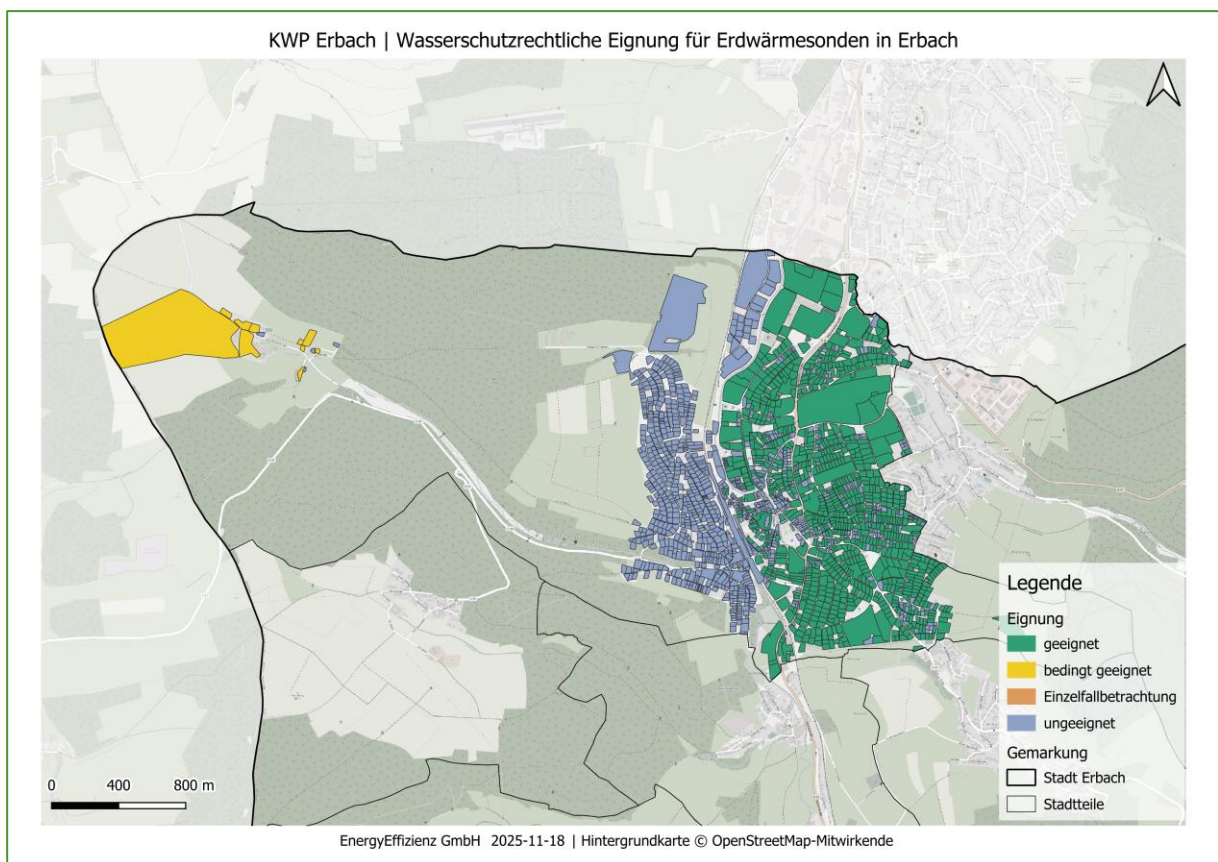 KWP Erbach | Wasserschutzrechtliche Eignung für Erdwärmesonden in Erbach
Legende
Eignung
geeignet
bedingt geeignet
Einzelfallbetrachtung
ungeeignet
Gemarkung
Stadt Erbach
Stadtteile
0 400 800 m
EnergyEffizienz GmbH 2025-11-18 | Hintergrundkarte © OpenStreetMap-Mitwirkende